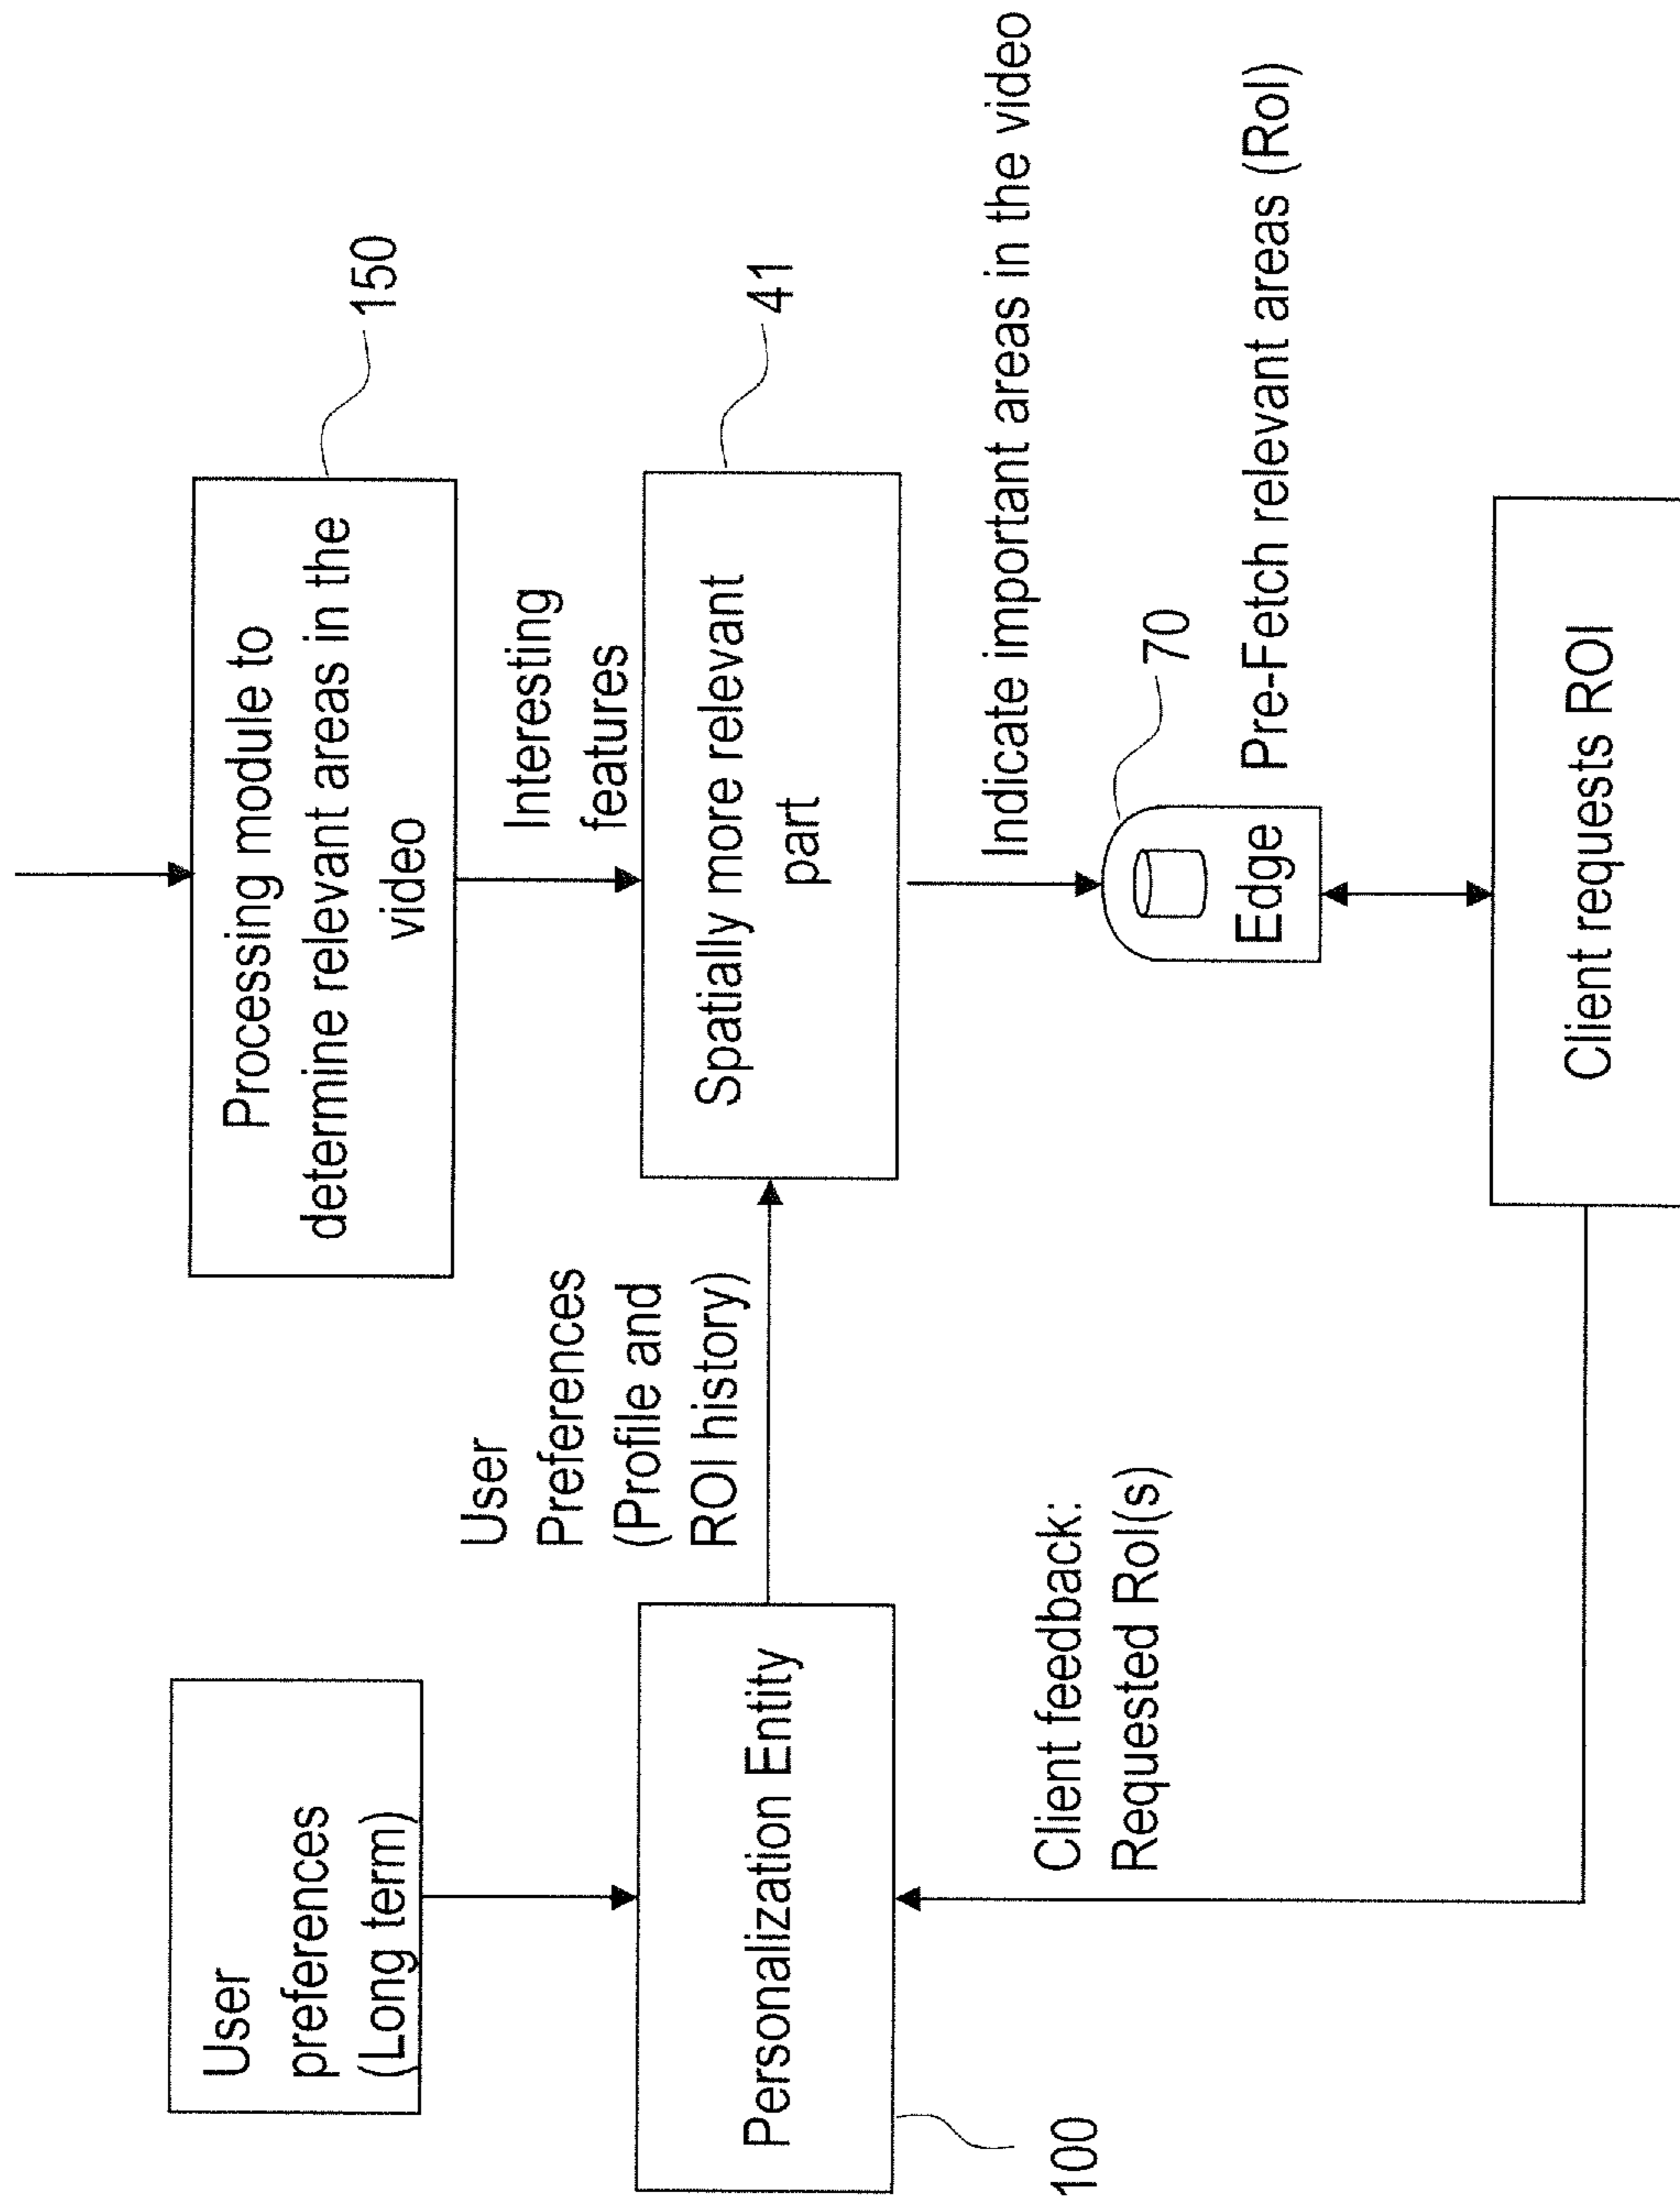 User
preferences
(Long term)
Processing module to
determine relevant areas in the
video
150
Interesting
features
User
Preferences
(Profile and
ROI history)
Personalization Entity
100
Spatially more relevant
part
41
Indicate important areas in the video
70
Edge
Pre-Fetch relevant areas (RoI)
Client feedback:
Requested RoI(s)
Client requests ROI